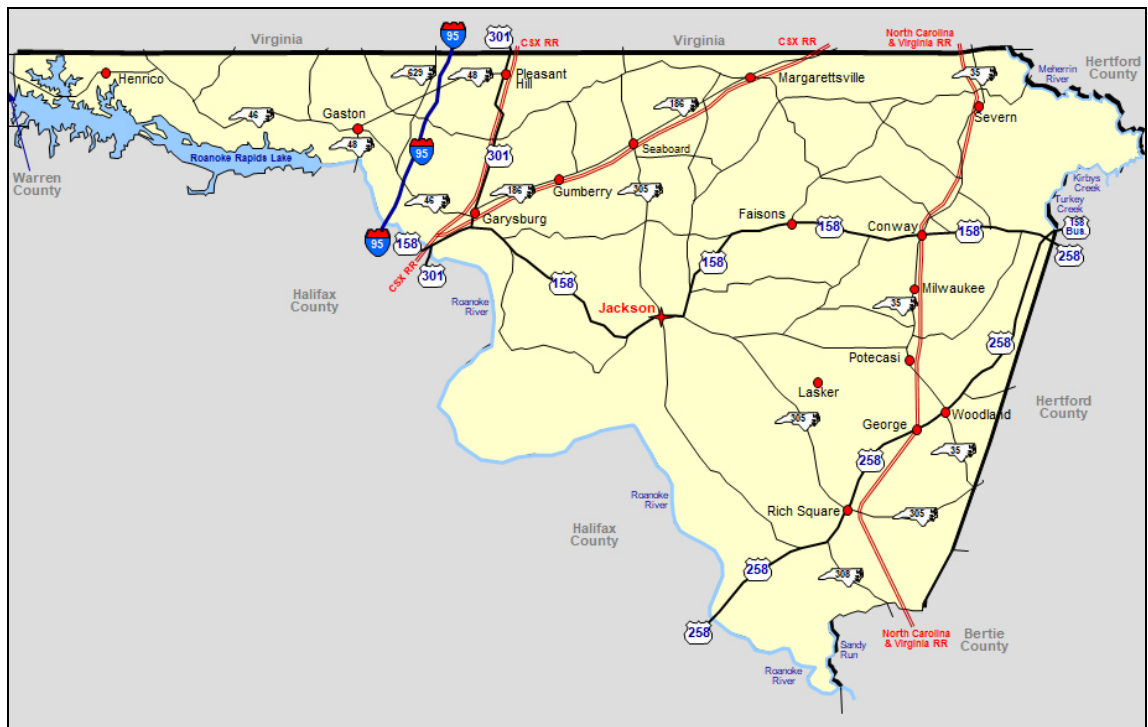 Virginia
95
301
CSX RR
Virginia
CSX RR
North Carolina
& Virginia RR
Hertford
County
Meherrin
River
Henrico
629
48
Pleasant
Hill
Margarettsville
35
Severn
186
46
Gaston
48
95
301
Seaboard
Roanoke Rapids Lake
Warren
County
Gumberry
186
305
46
Garysburg
Kirbys
Creek
Turkey
Creek
Faisons
158
Conway
158
158
Bus.
258
95
158
301
CSX RR
158
158
Halifax
County
Roanoke
River
Jackson
Milwaukee
35
258
Potecasi
Lasker
305
Hertford
County
Woodland
George
35
258
Roanoke
River
Rich Square
305
Halifax
County
258
308
258
Sandy
Run
North Carolina
& Virginia RR
Bertie
County
Roanoke
River